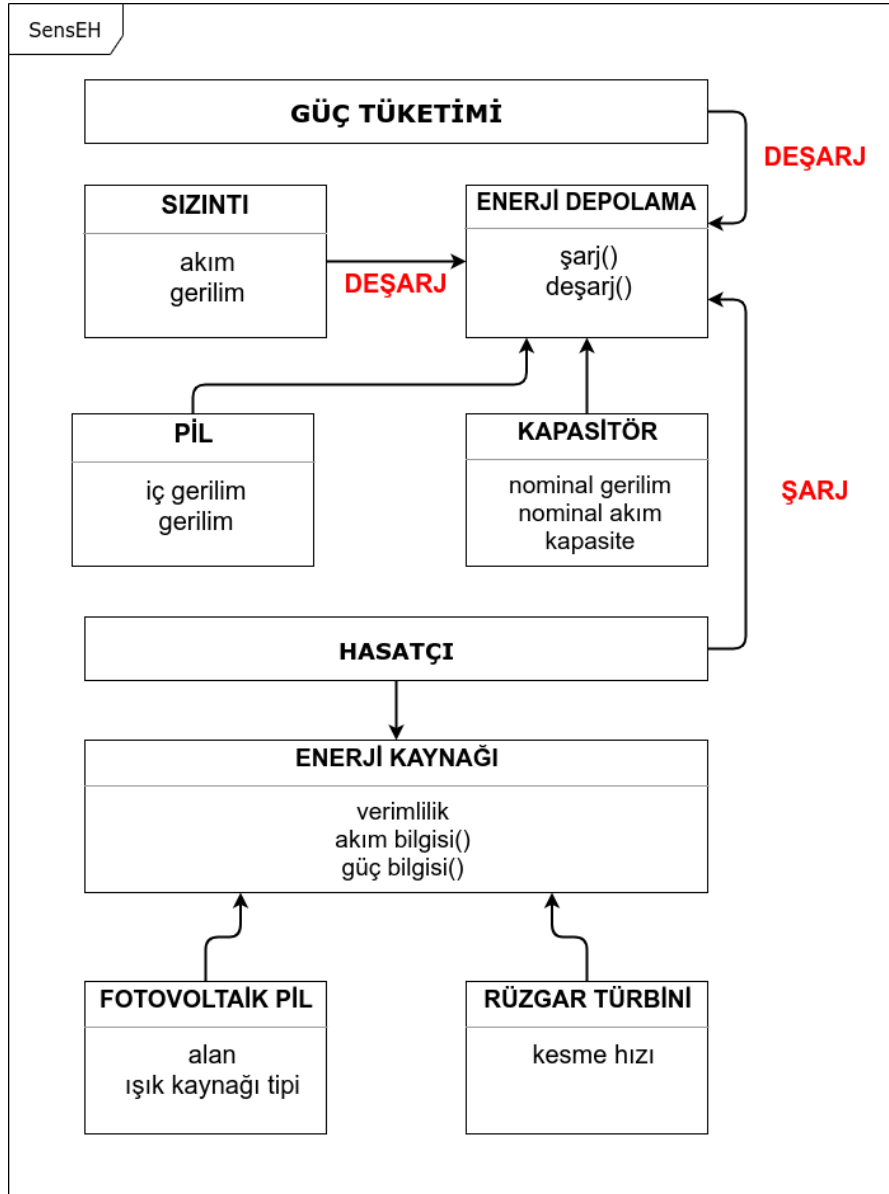 SensEH
GÜÇ TÜKETİMİ
DEŞARJ
SIZINTI
akım
gerilim
DEŞARJ
ENERJİ DEPOLAMA
şarj()
deşarj()
PİL
iç gerilim
gerilim
KAPASİTÖR
nominal gerilim
nominal akım
kapasite
ŞARJ
HASATÇI
ENERJİ KAYNAĞI
verimlilik
akım bilgisi()
güç bilgisi()
FOTOVOLTAİK PİL
alan
ışık kaynağı tipi
RÜZGAR TÜRBİNİ
kesme hızı